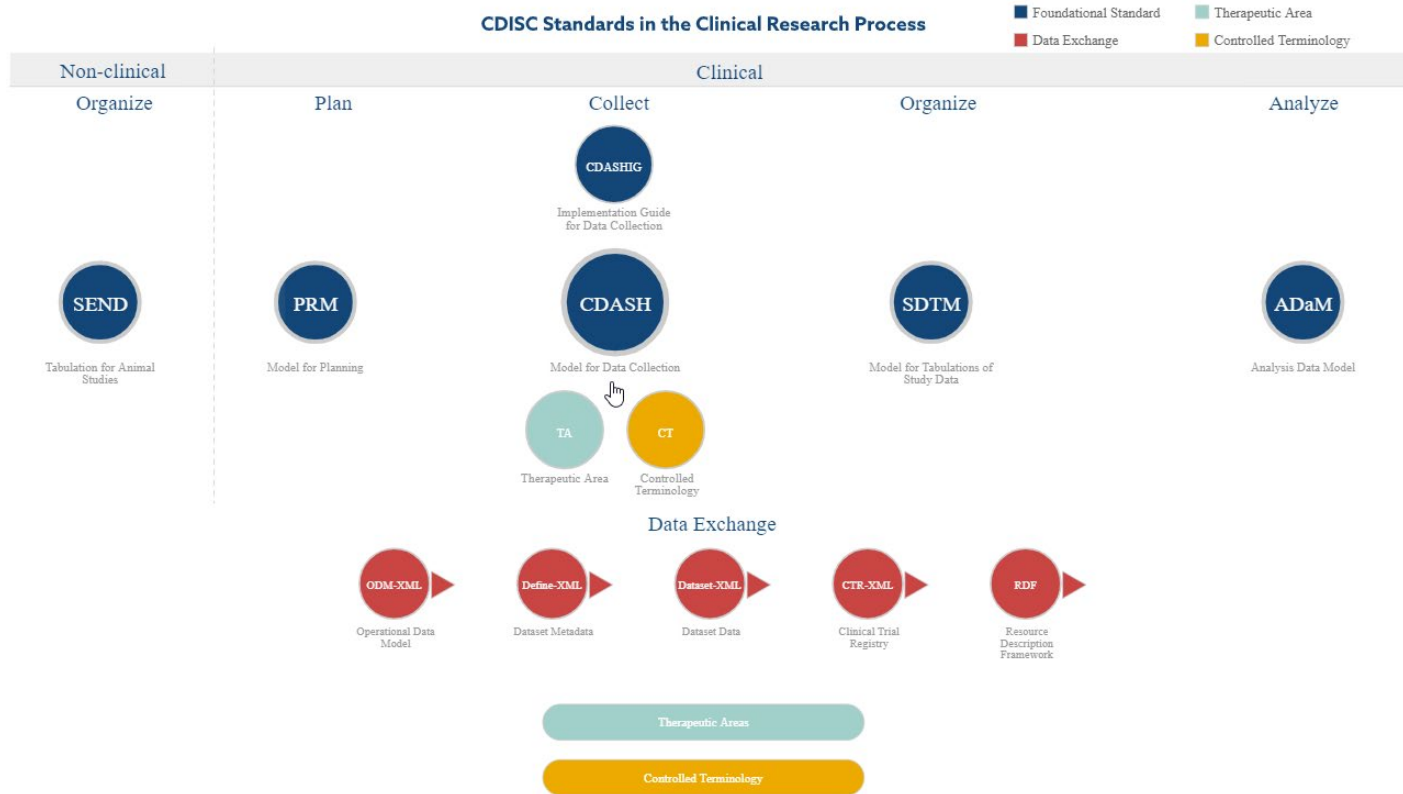 CDISC Standards in the Clinical Research Process
Foundational Standard
Therapeutic Area
Data Exchange
Controlled Terminology
Non-clinical
Clinical
Organize
Plan
Collect
Organize
Analyze
CDASHIG
Implementation Guide
for Data Collection
SEND
PRM
CDASH
SDTM
ADaM
Tabulation for Animal
Studies
Model for Planning
Model for Data Collection
Model for Tabulations of
Study Data
Analysis Data Model
TA
CT
Therapeutic Area
Controlled
Terminology
Data Exchange
ODM-XML
Define-XML
Dataset-XML
CTR-XML
RDF
Operational Data
Model
Dataset Metadata
Dataset Data
Clinical Trial
Registry
Resource
Description
Framework
Therapeutic Areas
Controlled Terminology